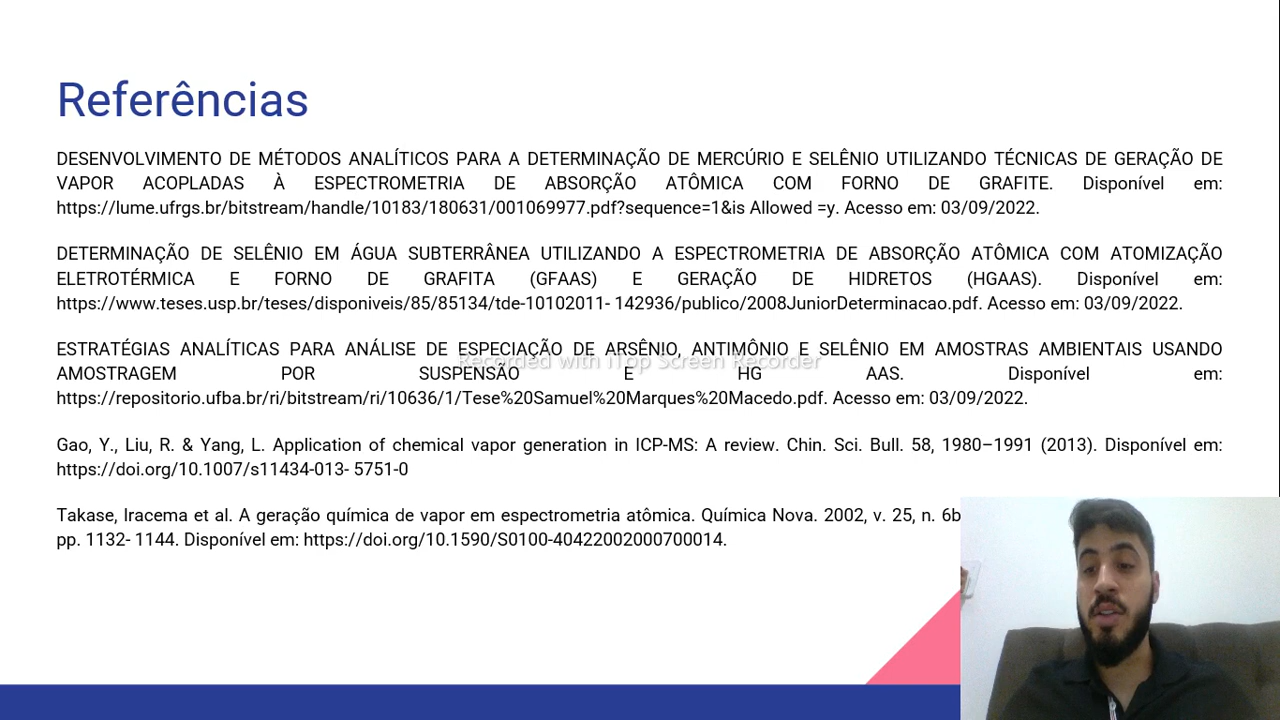 Referências
DESENVOLVIMENTO DE MÉTODOS ANALÍTICOS PARA A DETERMINAÇÃO DE MERCÚRIO E SELÊNIO UTILIZANDO TÉCNICAS DE GERAÇÃO DE
VAPOR ACOPLADAS À ESPECTROMETRIA DE ABSORÇÃO ATÔMICA COM FORNO DE GRAFITE. Disponível em:
https://lume.ufrgs.br/bitstream/handle/10183/180631/001069977.pdf?sequence=1&is Allowed =y. Acesso em: 03/09/2022.
DETERMINAÇÃO DE SELÊNIO EM ÁGUA SUBTERRÂNEA UTILIZANDO A ESPECTROMETRIA DE ABSORÇÃO ATÔMICA COM ATOMIZAÇÃO
ELETROTÉRMICA E FORNO DE GRAFITA (GFAAS) E GERAÇÃO DE HIDRETOS (HGAAS). Disponível em:
https://www.teses.usp.br/teses/disponiveis/85/85134/tde-10102011- 142936/publico/2008JuniorDeterminacao.pdf. Acesso em: 03/09/2022.
ESTRATÉGIAS ANALÍTICAS PARA ANÁLISE DE ESPECIAÇÃO DE ARSÊNIO, ANTIMÔNIO E SELÊNIO EM AMOSTRAS AMBIENTAIS USANDO
Recorded with iTop Screen Recorder
AMOSTRAGEM POR SUSPENSÃO E HG AAS. Disponível em:
https://repositorio.ufba.br/ri/bitstream/ri/10636/1/Tese%20Samuel%20Marques%20Macedo.pdf. Acesso em: 03/09/2022.
Gao, Y., Liu, R. & Yang, L. Application of chemical vapor generation in ICP-MS: A review. Chin. Sci. Bull. 58, 1980–1991 (2013). Disponível em:
https://doi.org/10.1007/s11434-013- 5751-0
Takase, Iracema et al. A geração química de vapor em espectrometria atômica. Química Nova. 2002, v. 25, n. 6b
pp. 1132- 1144. Disponível em: https://doi.org/10.1590/S0100-40422002000700014.